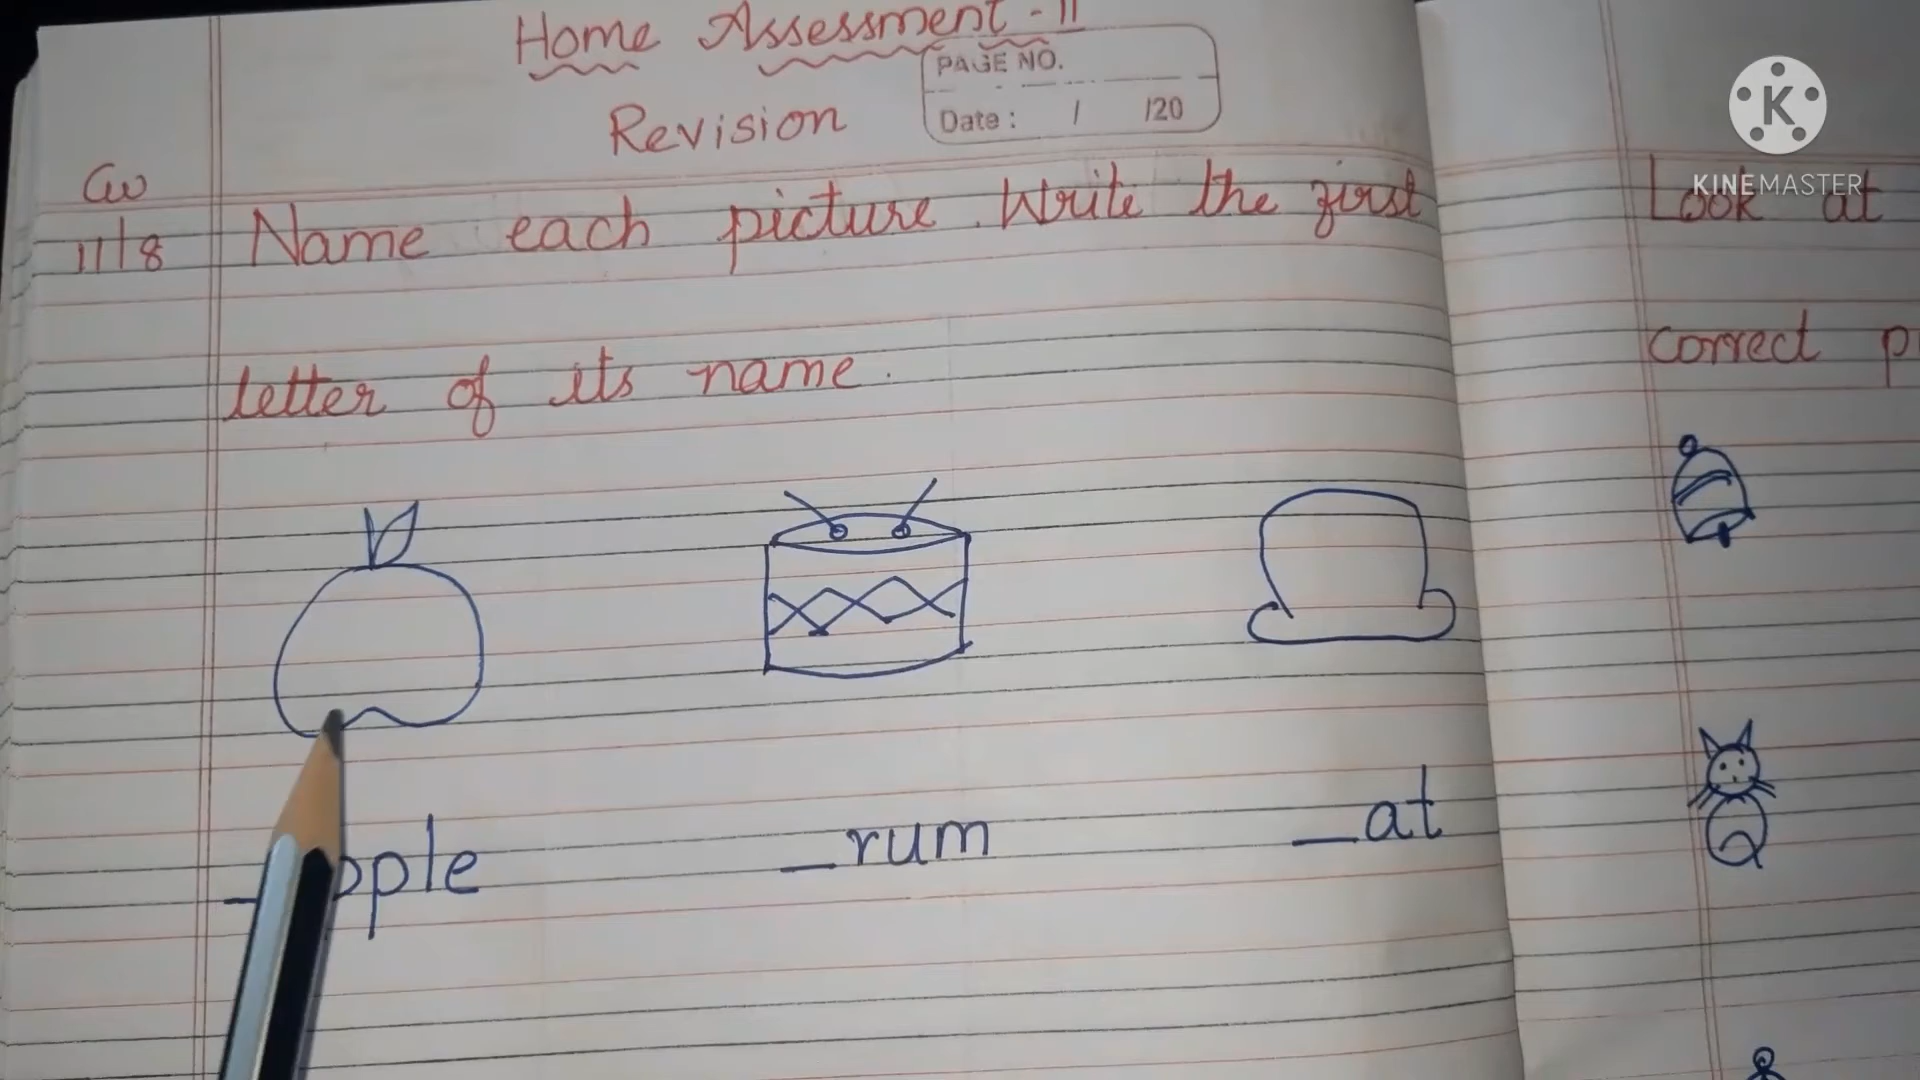 Home Assessment - II
PAGE NO.
Date : / /20
Revision
K
KINEMASTER
Cw
11/8
Name each picture. Write the first
letter of its name.
_pple
_rum
_at
Look at
correct